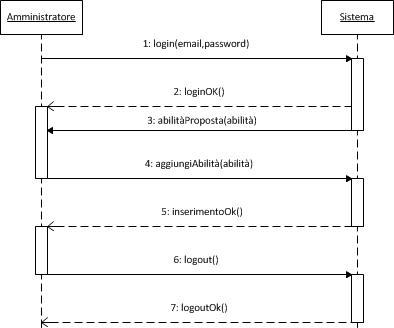 Amministratore
Sistema
1: login(email,password)
2: loginOK()
3: abilitàProposta(abilità)
4: aggiungiAbilità(abilità)
5: inserimentoOk()
6: logout()
7: logoutOk()